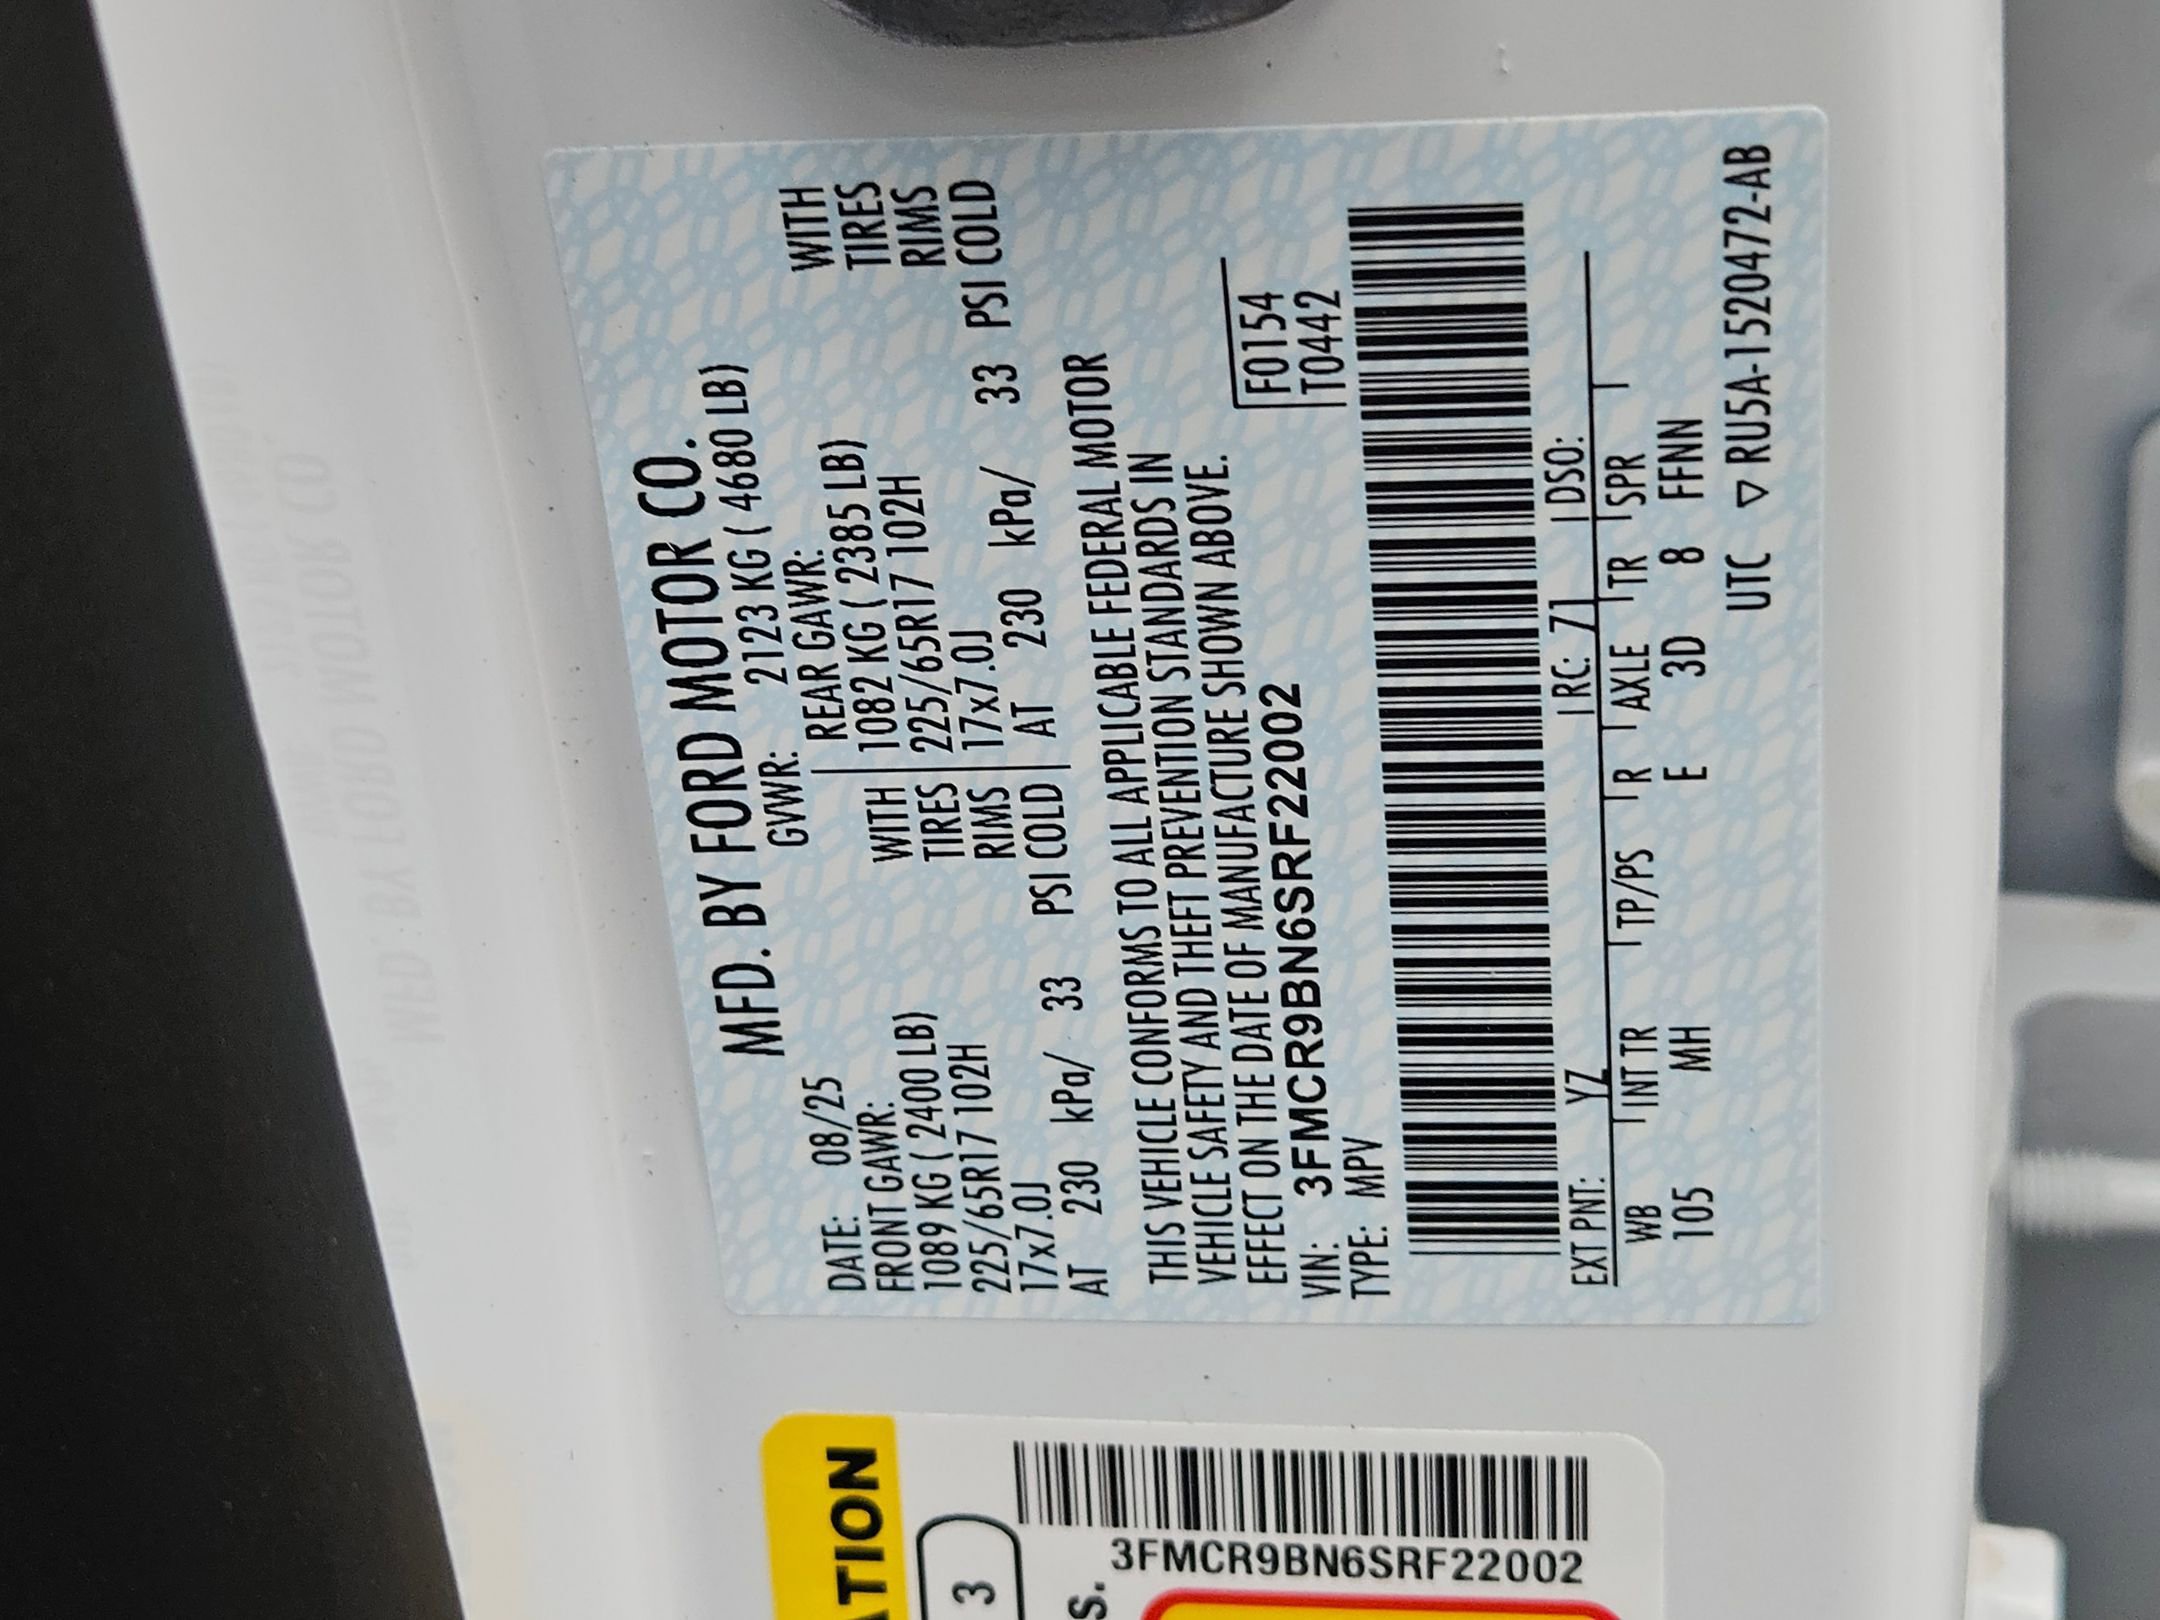 MFD. BY FORD MOTOR CO.
DATE: 08/25 GVWR: 2123 KG ( 4680 LB)
FRONT GAWR: REAR GAWR:
1089 KG ( 2400 LB) WITH 1082 KG ( 2385 LB) WITH
225/65R17 102H TIRES 225/65R17 102H TIRES
17x7.0J RIMS 17x7.0J RIMS
AT 230 kPa/ 33 PSI COLD AT 230 kPa/ 33 PSI COLD
THIS VEHICLE CONFORMS TO ALL APPLICABLE FEDERAL MOTOR
VEHICLE SAFETY AND THEFT PREVENTION STANDARDS IN
EFFECT ON THE DATE OF MANUFACTURE SHOWN ABOVE.
VIN: 3FMCR9BN6SRF22002 F0154
TYPE: MPV T0442
EXT PNT: YZ RC: 71 DSO:
WB INT TR TP/PS R AXLE TR SPR
105 MH E 3D 8 FFNN
UTC ▽ RU5A-1520472-AB
ATION
3
S.
3FMCR9BN6SRF22002